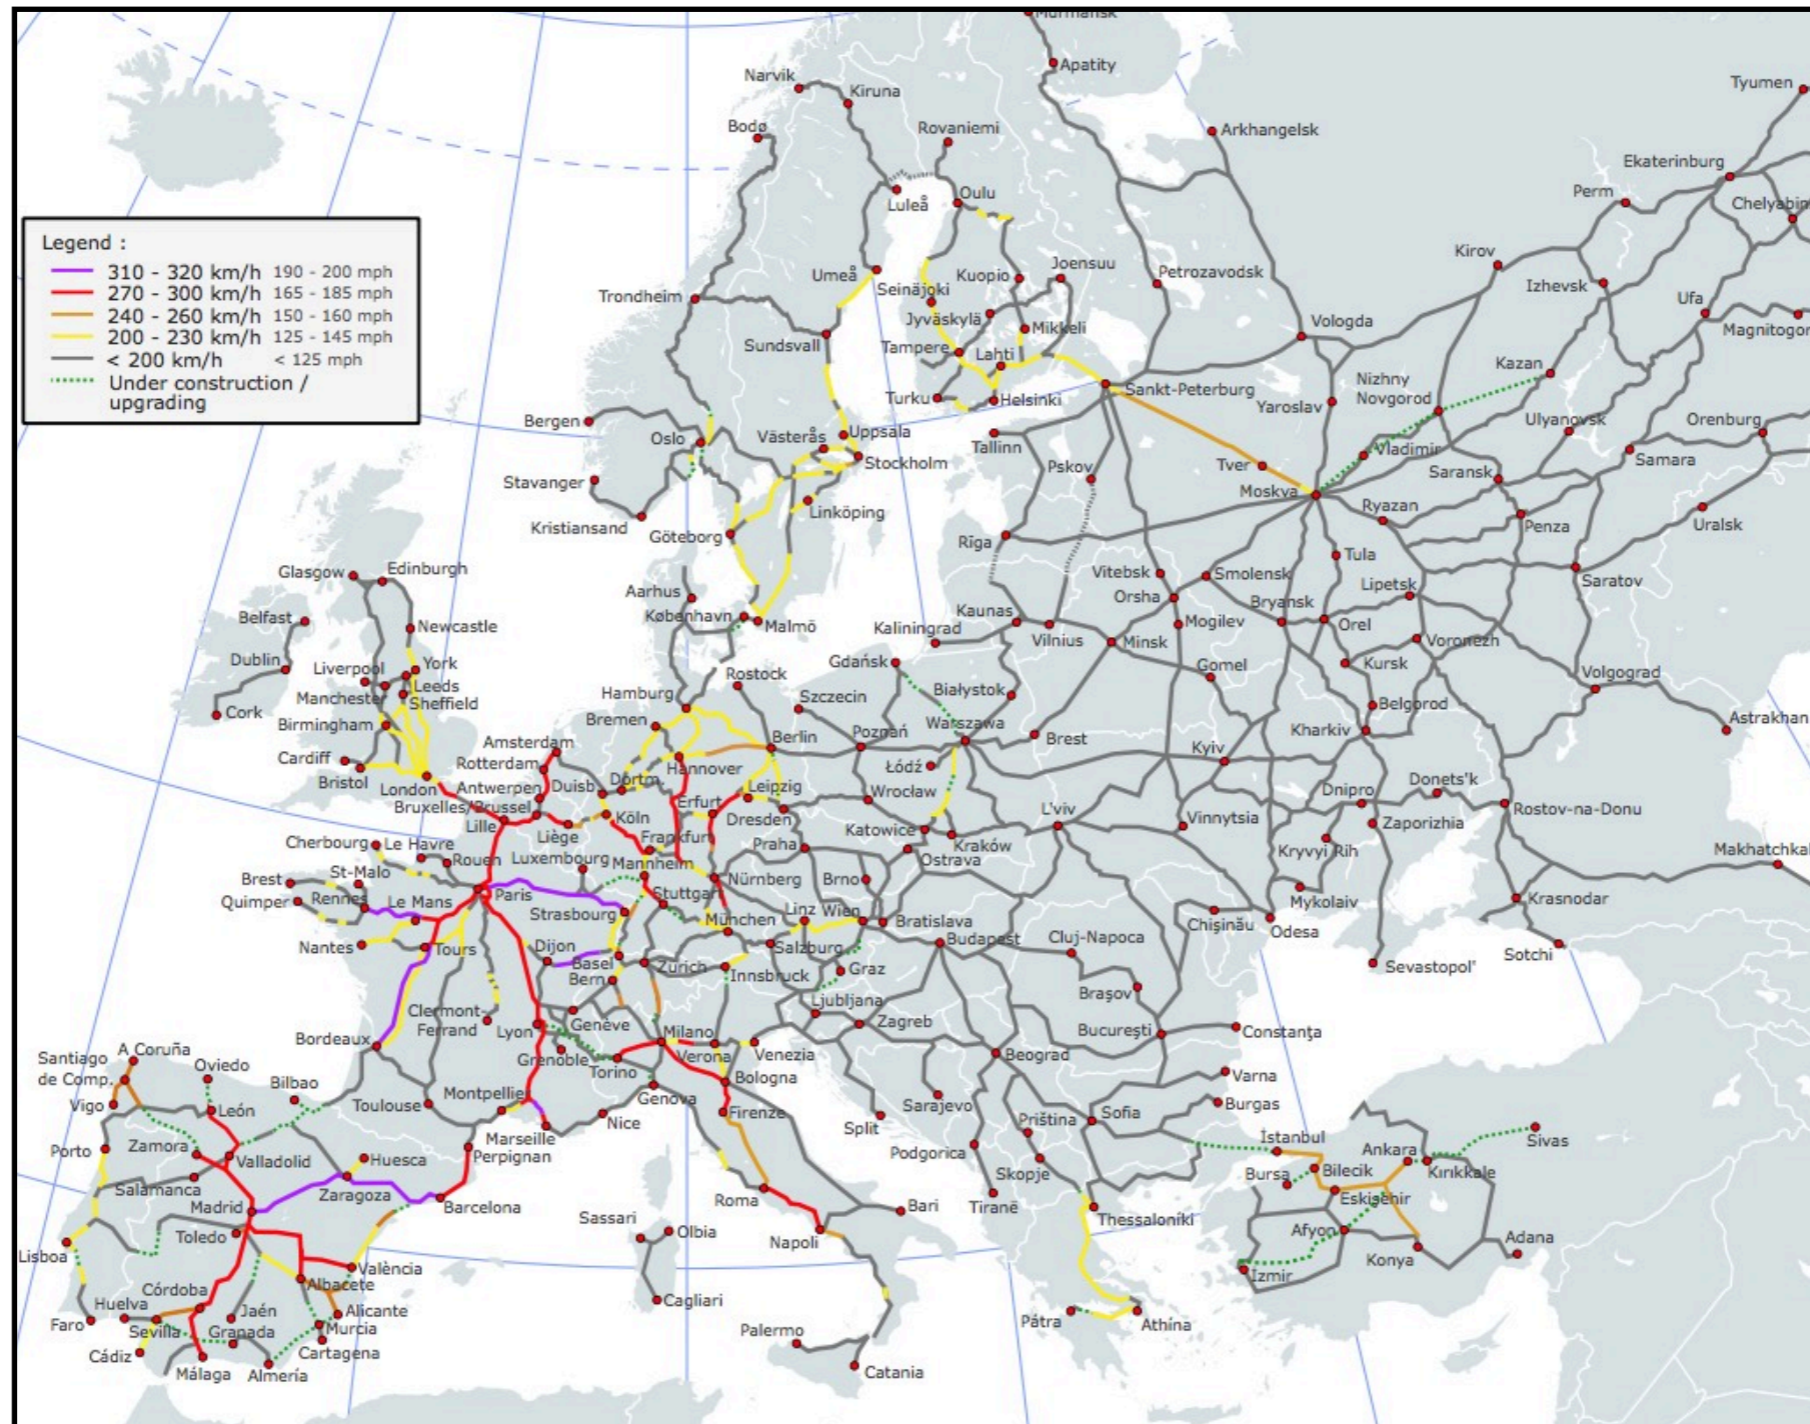 Murmansk
Apatity
Narvik
Kiruna
Tyumen
Bodø
Rovaniemi
Arkhangelsk
Ekaterinburg
Perm
Luleå
Oulu
Chelyabin
Legend :
310 - 320 km/h 190 - 200 mph
270 - 300 km/h 165 - 185 mph
240 - 260 km/h 150 - 160 mph
200 - 230 km/h 125 - 145 mph
< 200 km/h < 125 mph
Under construction /
upgrading
Kirov
Umeå
Kuopio
Joensuu
Petrozavodsk
Izhevsk
Trondheim
Seinäjoki
Ufa
Jyväskylä
Mikkeli
Vologda
Magnitogor
Sundsvall
Tampere
Lahti
Kazan
Nizhny
Novgorod
Sankt-Peterburg
Turku
Helsinki
Yaroslav
Bergen
Oslo
Västerås
Uppsala
Ulyanovsk
Orenburg
Tallinn
Stockholm
Vladimir
Pskov
Tver
Saransk
Samara
Stavanger
Moskva
Linköping
Ryazan
Kristiansand
Göteborg
Penza
Uralsk
Rīga
Tula
Glasgow
Edinburgh
Vitebsk
Smolensk
Saratov
Aarhus
Orsha
Lipetsk
Belfast
København
Kaunas
Bryansk
Newcastle
Malmö
Kaliningrad
Vilnius
Minsk
Mogilev
Orel
Voronezh
Dublin
Liverpool
York
Gdańsk
Gomel
Kursk
Volgograd
Rostock
Leeds
Manchester
Sheffield
Hamburg
Szczecin
Białystok
Cork
Belgorod
Birmingham
Bremen
Warszawa
Astrakhan
Amsterdam
Berlin
Poznań
Brest
Kharkiv
Kyiv
Cardiff
Rotterdam
Hannover
Łódź
Bristol
London
Antwerpen
Duisb
Dortm.
Leipzig
Donets'k
Bruxelles/Brussel
Erfurt
Wrocław
Dnipro
Rostov-na-Donu
Lille
Liège
Köln
Dresden
L'viv
Vinnytsia
Zaporizhia
Katowice
Frankfurt
Kraków
Cherbourg
Le Havre
Praha
Kryvyi Rih
Rouen
Luxembourg
Mannheim
Ostrava
Makhatchkal
St-Malo
Brest
Nürnberg
Brno
Quimper
Rennes
Le Mans
Paris
Stuttgart
Mykolaiv
Krasnodar
Strasbourg
München
Linz
Wien
Bratislava
Chişinău
Odesa
Nantes
Tours
Dijon
Salzburg
Budapest
Cluj-Napoca
Sotchi
Basel
Zürich
Innsbruck
Graz
Sevastopol'
Bern
Braşov
Clermont-
Ferrand
Ljubljana
Lyon
Genève
Zagreb
Bordeaux
Milano
Bucureşti
Constanţa
Santiago
de Comp.
A Coruña
Oviedo
Grenoble
Verona
Venezia
Beograd
Torino
Bilbao
Bologna
Varna
Vigo
León
Toulouse
Montpellier
Genova
Sarajevo
Burgas
Firenze
Nice
Split
Priština
Sofia
Zamora
Marseille
İstanbul
Ankara
Sivas
Porto
Valladolid
Huesca
Perpignan
Podgorica
Skopje
Bursa
Bilecik
Kırıkkale
Salamanca
Zaragoza
Roma
Eskişehir
Madrid
Barcelona
Tiranë
Bari
Sassari
Thessaloníki
Toledo
Olbia
Napoli
Afyon
Lisboa
Konya
Adana
València
İzmir
Córdoba
Albacete
Huelva
Jaén
Alicante
Cagliari
Faro
Sevilla
Granada
Murcia
Palermo
Pátra
Athína
Cádiz
Cartagena
Málaga
Almería
Catania